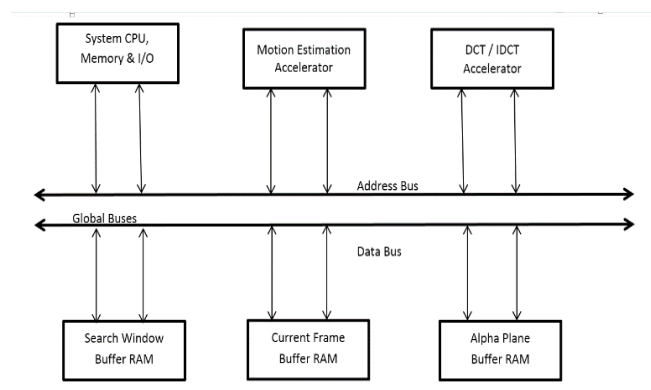 System CPU,
Memory & I/O
Motion Estimation
Accelerator
DCT / IDCT
Accelerator
Address Bus
Global Buses
Data Bus
Search Window
Buffer RAM
Current Frame
Buffer RAM
Alpha Plane
Buffer RAM